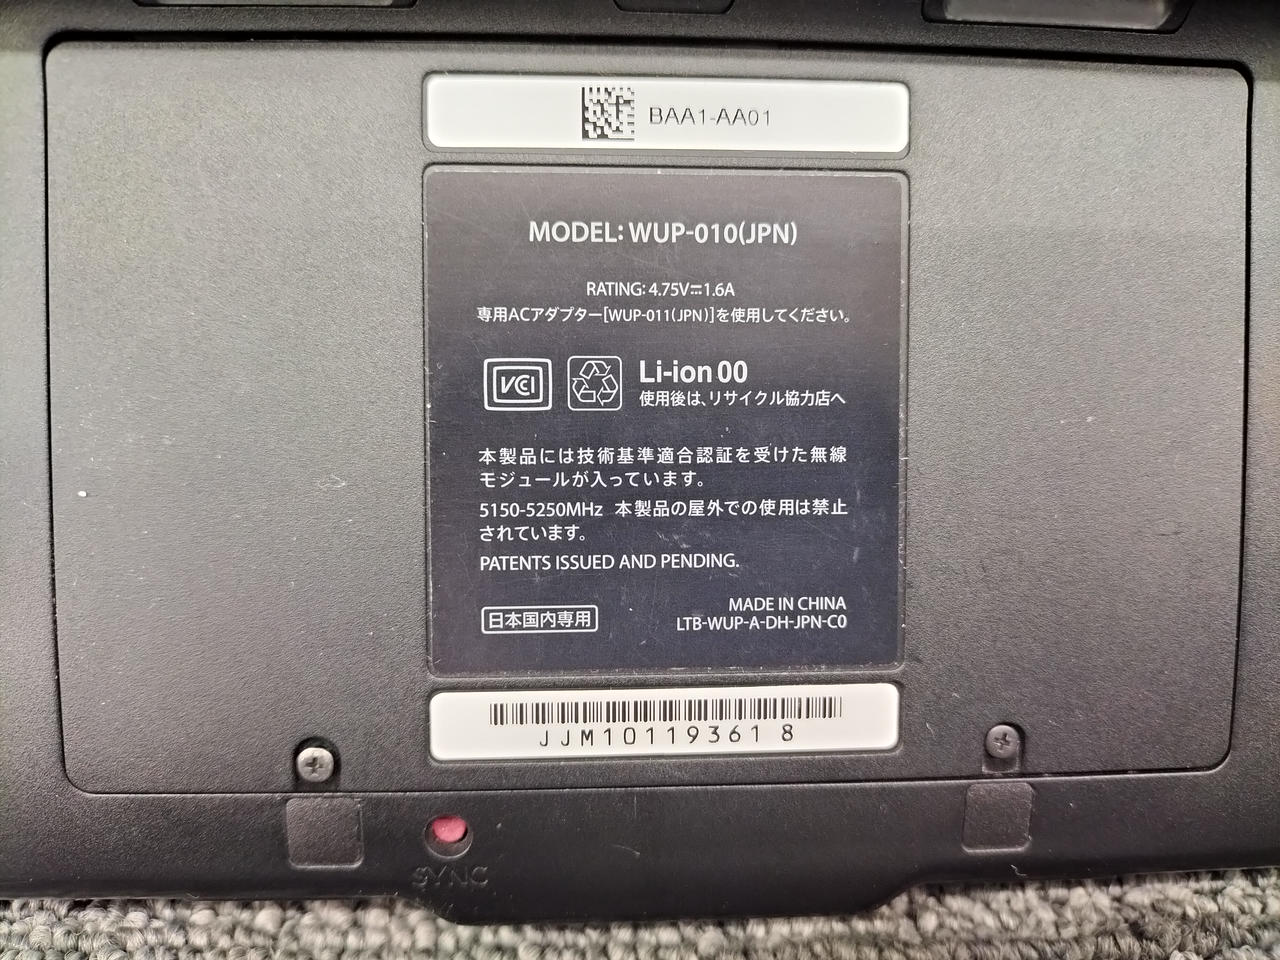 BAA1-AA01
MODEL: WUP-010(JPN)
RATING: 4.75V⎓1.6A
専用ACアダプター[WUP-011(JPN)]を使用してください。
VCI
Li-ion 00
使用後は、リサイクル協力店へ
本製品には技術基準適合認証を受けた無線
モジュールが入っています。
5150-5250MHz 本製品の屋外での使用は禁止
されています。
PATENTS ISSUED AND PENDING.
日本国内専用
MADE IN CHINA
LTB-WUP-A-DH-JPN-C0
JJM10119361 8
SYNC